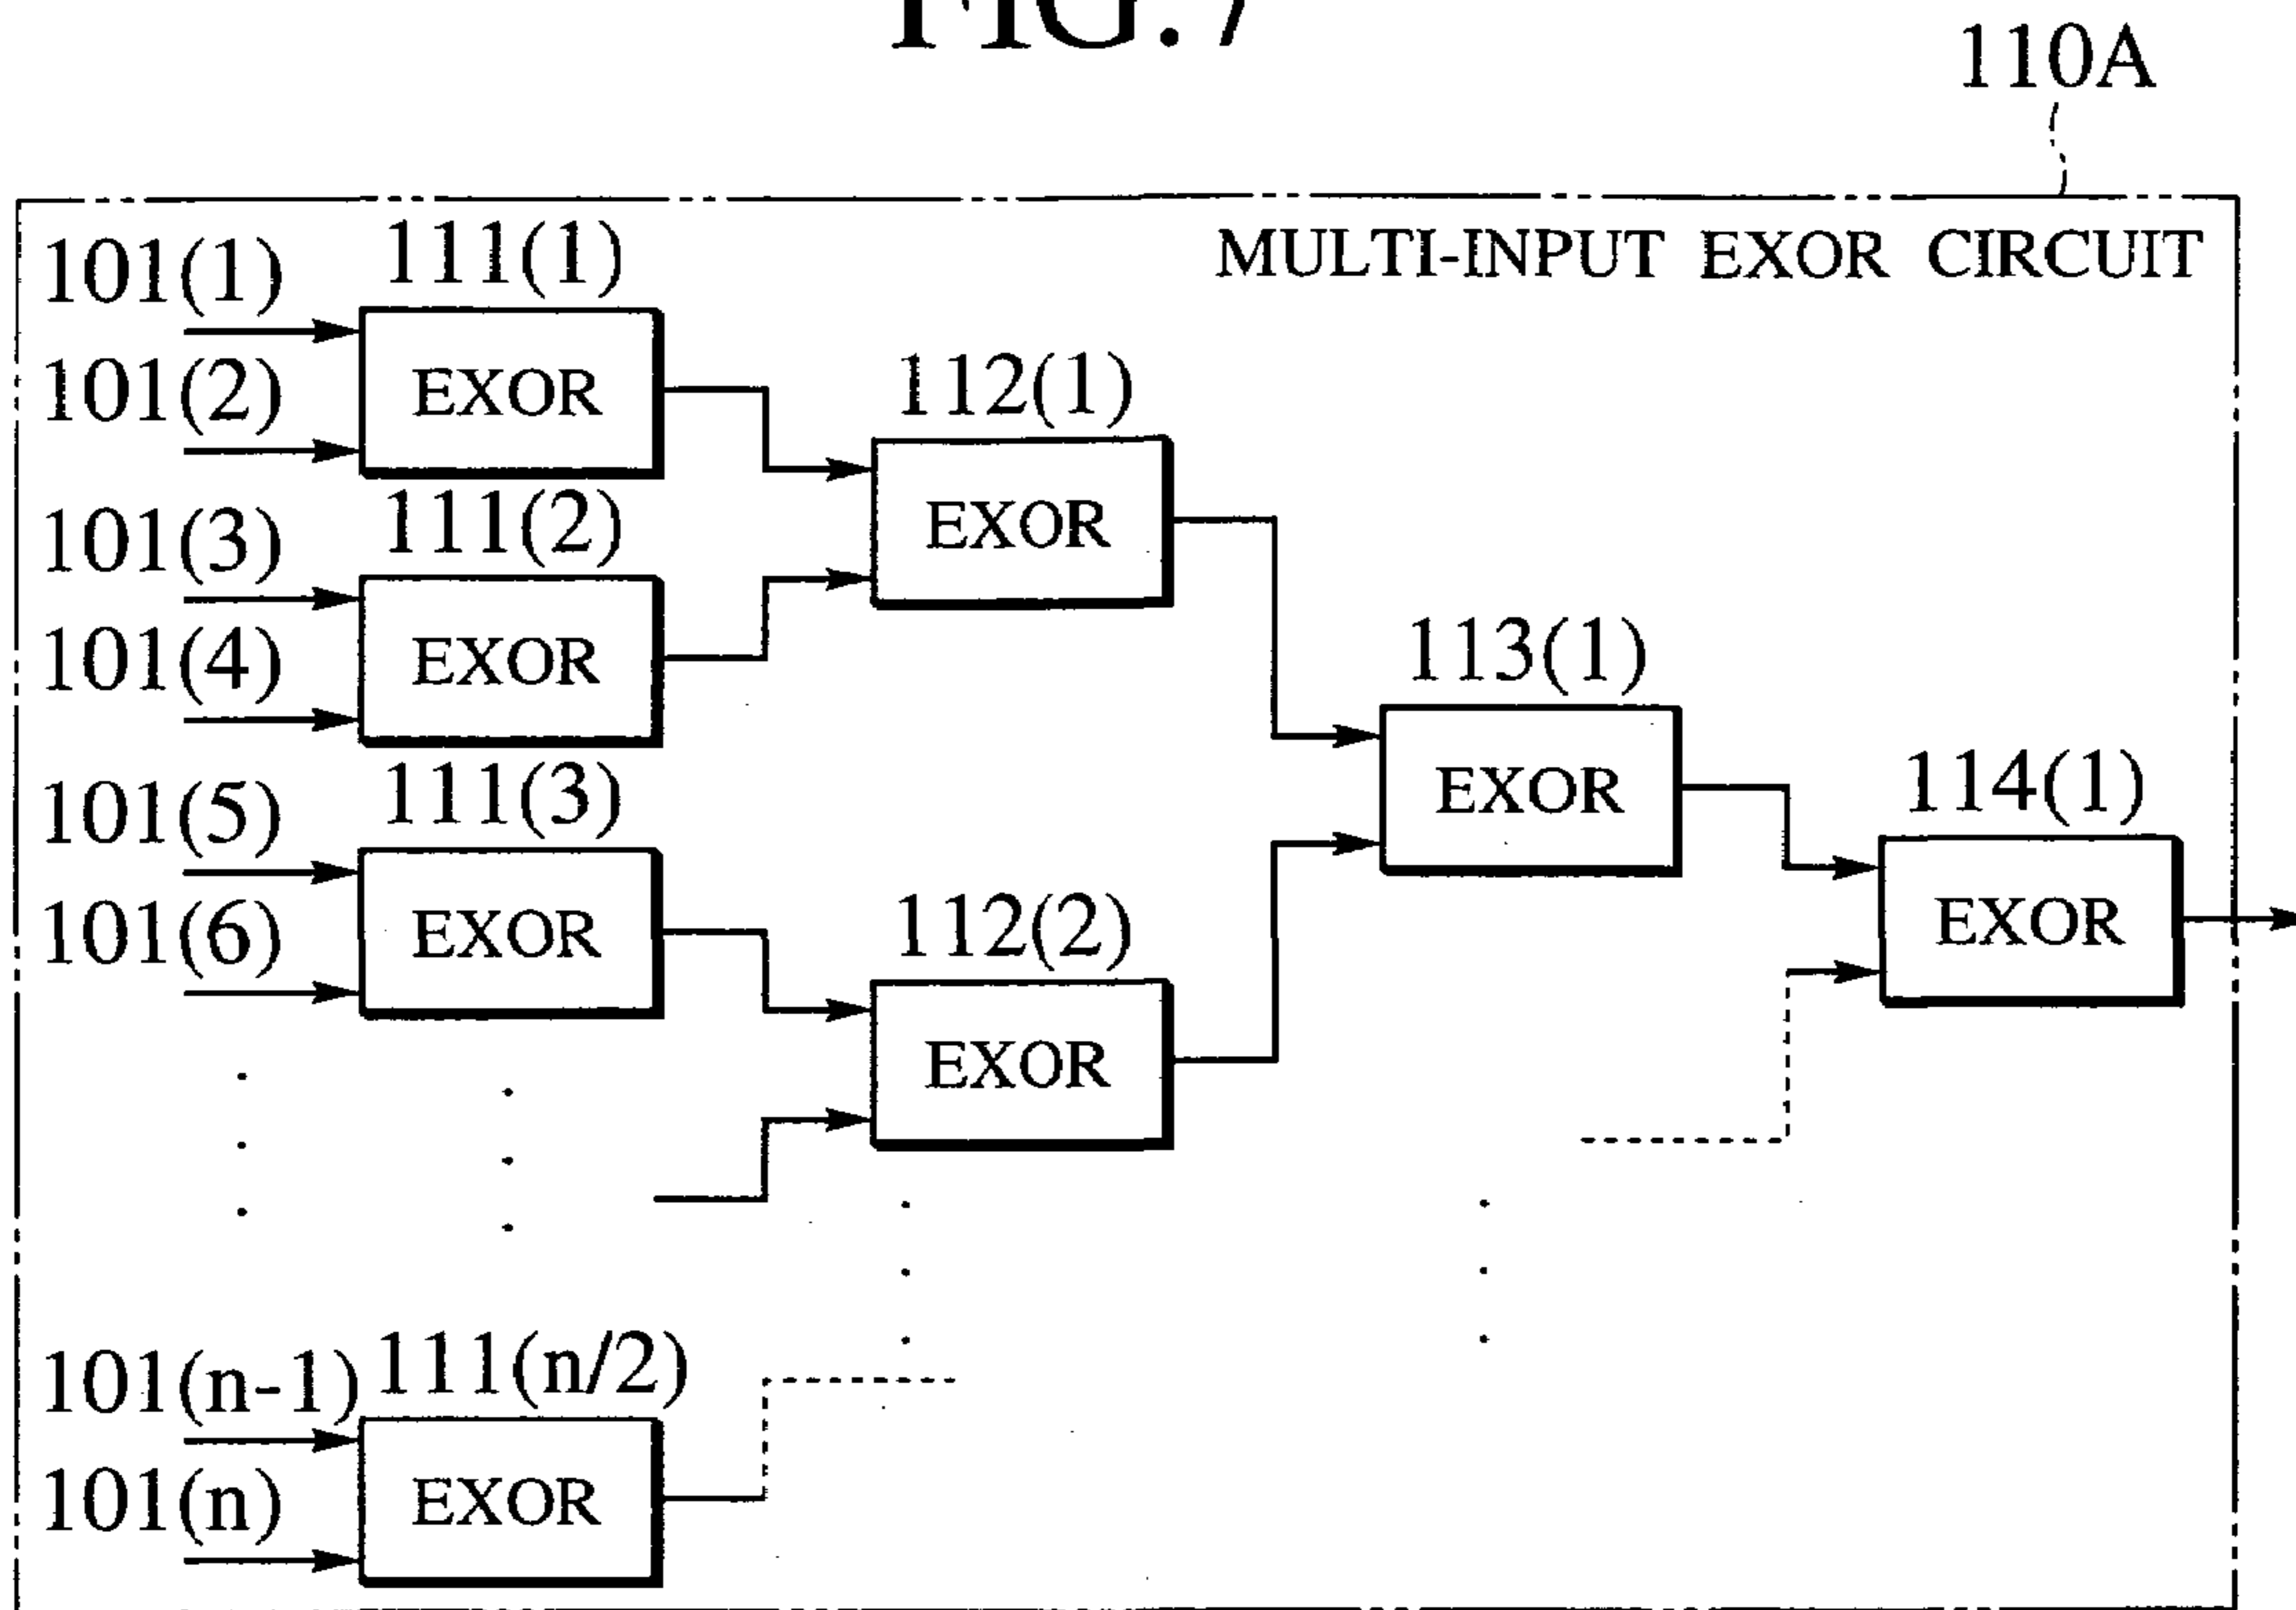 FIG. 7
110A
MULTI-INPUT EXOR CIRCUIT
101(1)
111(1)
EXOR
101(2)
112(1)
EXOR
101(3)
111(2)
EXOR
101(4)
113(1)
EXOR
101(5)
111(3)
EXOR
114(1)
EXOR
101(6)
112(2)
EXOR
101(n-1)
111(n/2)
EXOR
101(n)